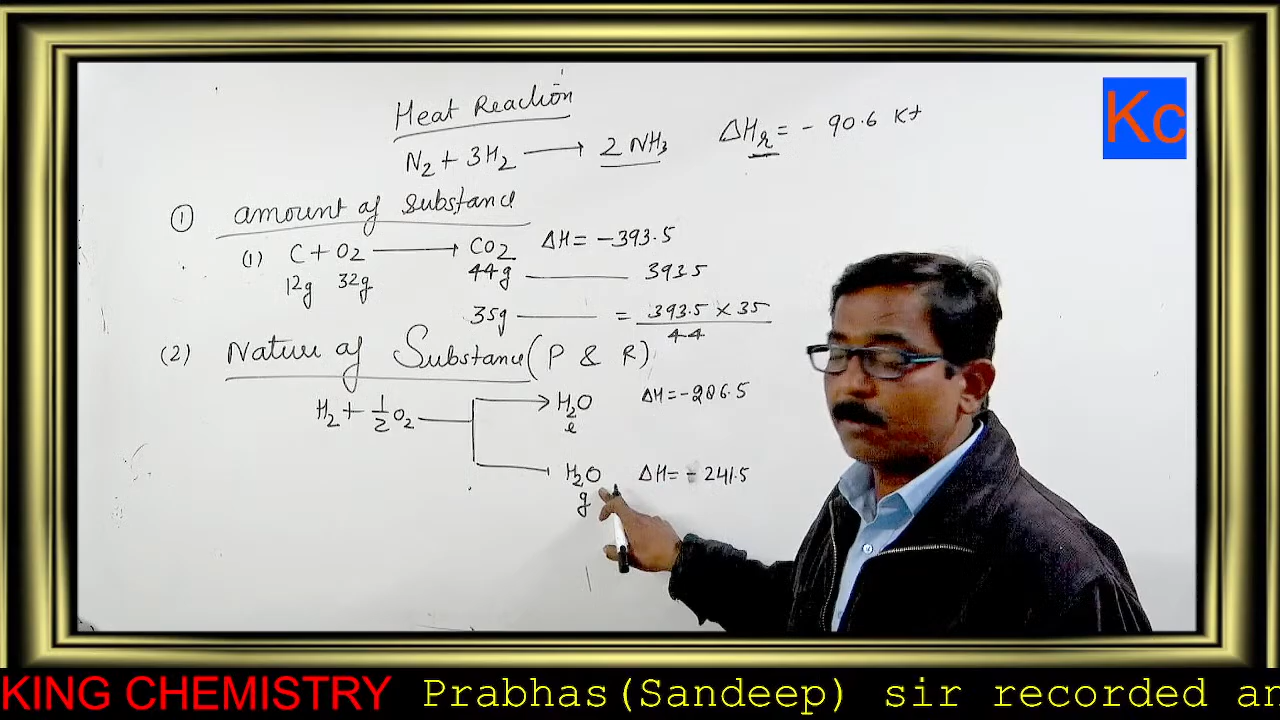 Heat Reaction
N2 + 3H2 → 2 NH3 ΔHr = - 90.6 KJ
Kc
① amount of substance
(1) C + O2 → CO2 ΔH = -393.5
12g 32g 44g 393.5
35g = 393.5 × 35 / 44
(2) Nature of Substance (P & R)
H2 + 1/2 O2 → H2O l ΔH = -286.5
H2O g ΔH = - 241.5
KING CHEMISTRY Prabhas(Sandeep) sir recorded an